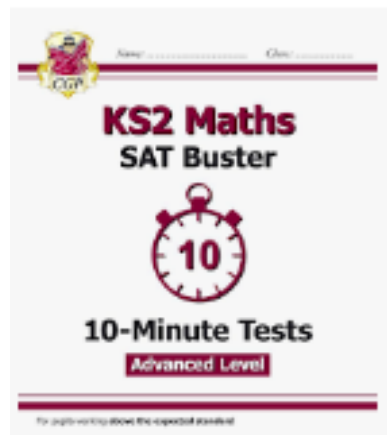 Name: ........................ Class: ................
CGP
KS2 Maths
SAT Buster
10
10-Minute Tests
Advanced Level
For pupils working above the expected standard